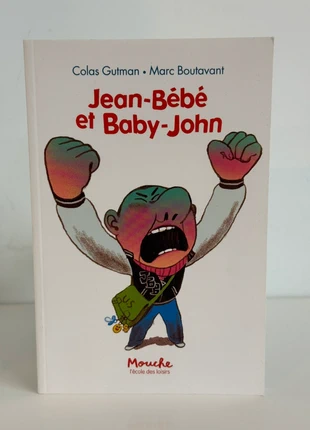 Colas Gutman • Marc Boutavant
Jean-Bébé
et Baby-John
Mouche
l'école des loisirs